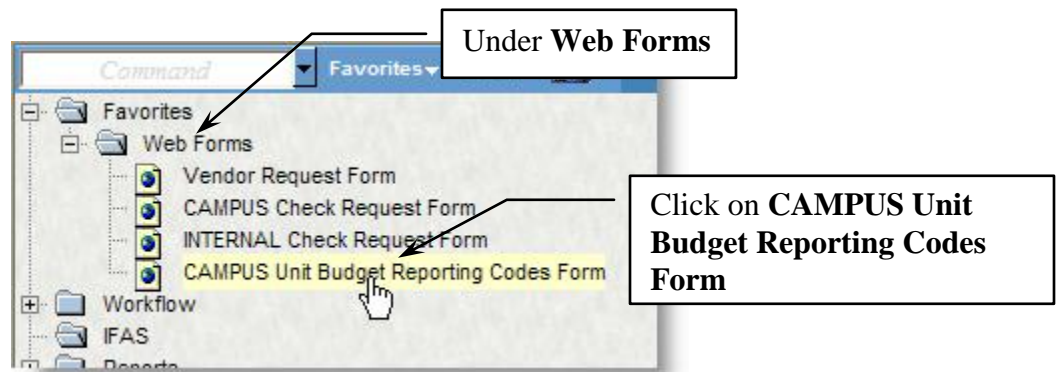 Under Web Forms
Command Favorites
Favorites
Web Forms
Vendor Request Form
CAMPUS Check Request Form
INTERNAL Check Request Form
CAMPUS Unit Budget Reporting Codes Form
Click on CAMPUS Unit
Budget Reporting Codes
Form
Workflow
IFAS
Reports